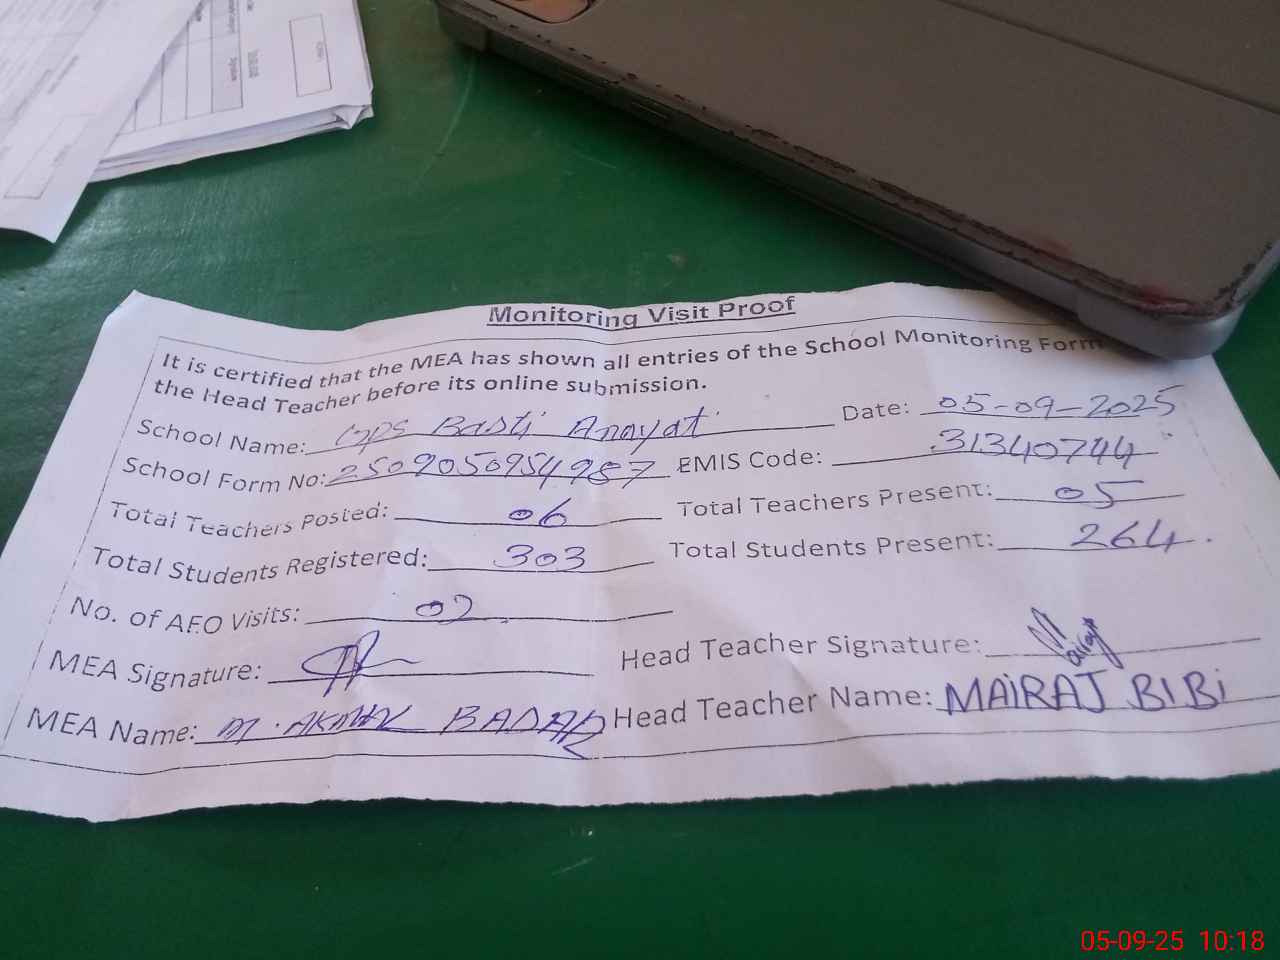 Monitoring Visit Proof
It is certified that the MEA has shown all entries of the School Monitoring Form
the Head Teacher before its online submission.
School Name: GPS Basti Anayat Date: 05-09-2025
School Form No: 2509050954987 EMIS Code: 31340744
Total Teachers Posted: 06 Total Teachers Present: 05
Total Students Registered: 303 Total Students Present: 264.
No. of AEO Visits: 02
MEA Signature: Head Teacher Signature: Mairaj
MEA Name: M. AKMAL BADAR Head Teacher Name: MAIRAJ BIBI
05-09-25 10:18